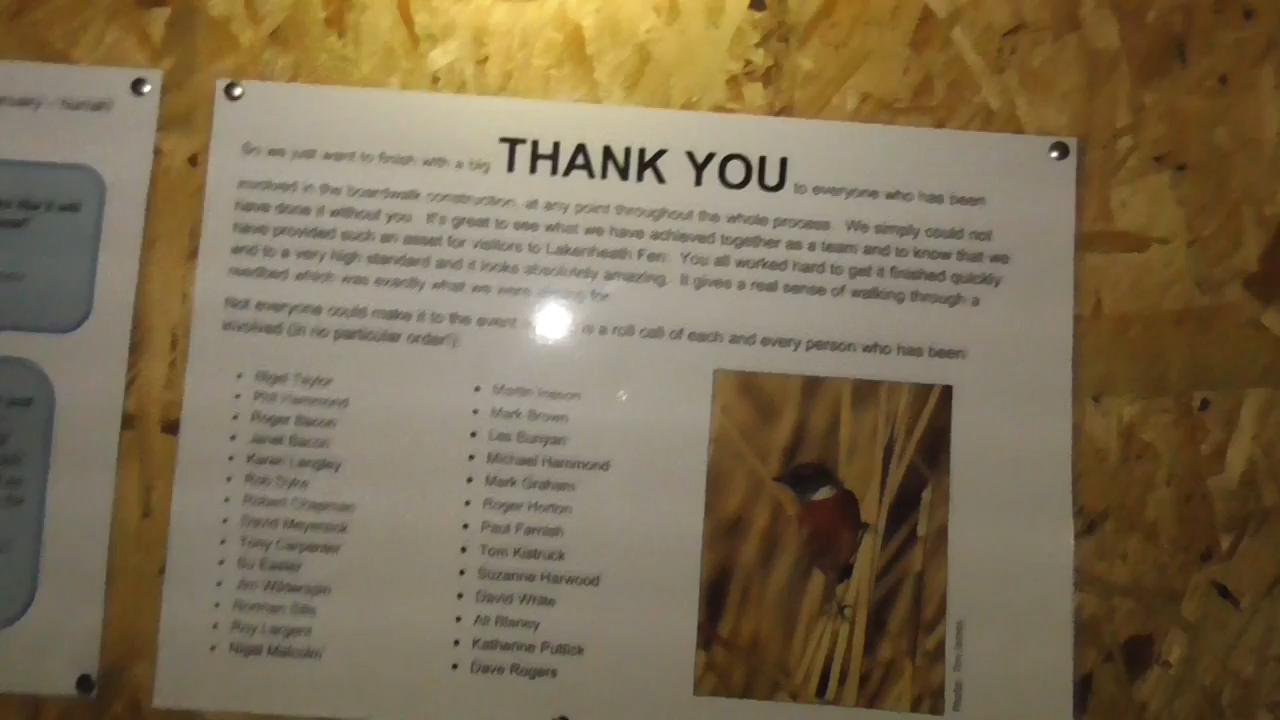 So we just want to finish with a big THANK YOU to everyone who has been
involved in the boardwalk construction, at any point throughout the whole process. We simply could not
have done it without you. It's great to see what we have achieved together as a team and to know that we
have provided such an asset for visitors to Lakenheath Fen. You all worked hard to get it finished quickly
and to a very high standard and it looks absolutely amazing. It gives a real sense of walking through a
reedbed which was exactly what we were aiming for.
Not everyone could make it to the event is a roll call of each and every person who has been
involved (in no particular order!):
• Nigel Taylor
• Phil Hammond
• Roger Bacon
• Janet Bacon
• Karen Langley
• Rob Dyke
• Robert Chapman
• David
• Tony Carpenter
• Su
• Jim
• Norman Sills
• Roy Largent
• Nigel Malcolm
• Martin
• Mark Brown
• Les Bunyan
• Michael Hammond
• Mark Graham
• Roger Horton
• Paul Parrish
• Tom Kistruck
• Suzanne Harwood
• David White
• Ali Blaney
• Katherine Puttick
• Dave Rogers
Photo: Tim James